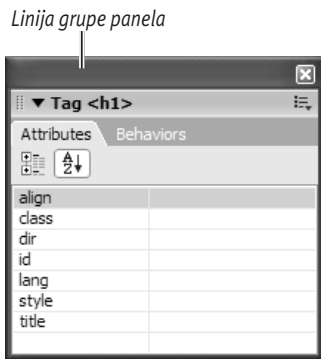 Linija grupe panela
Tag <h1>
Attributes Behaviors
A Z
align
class
dir
id
lang
style
title